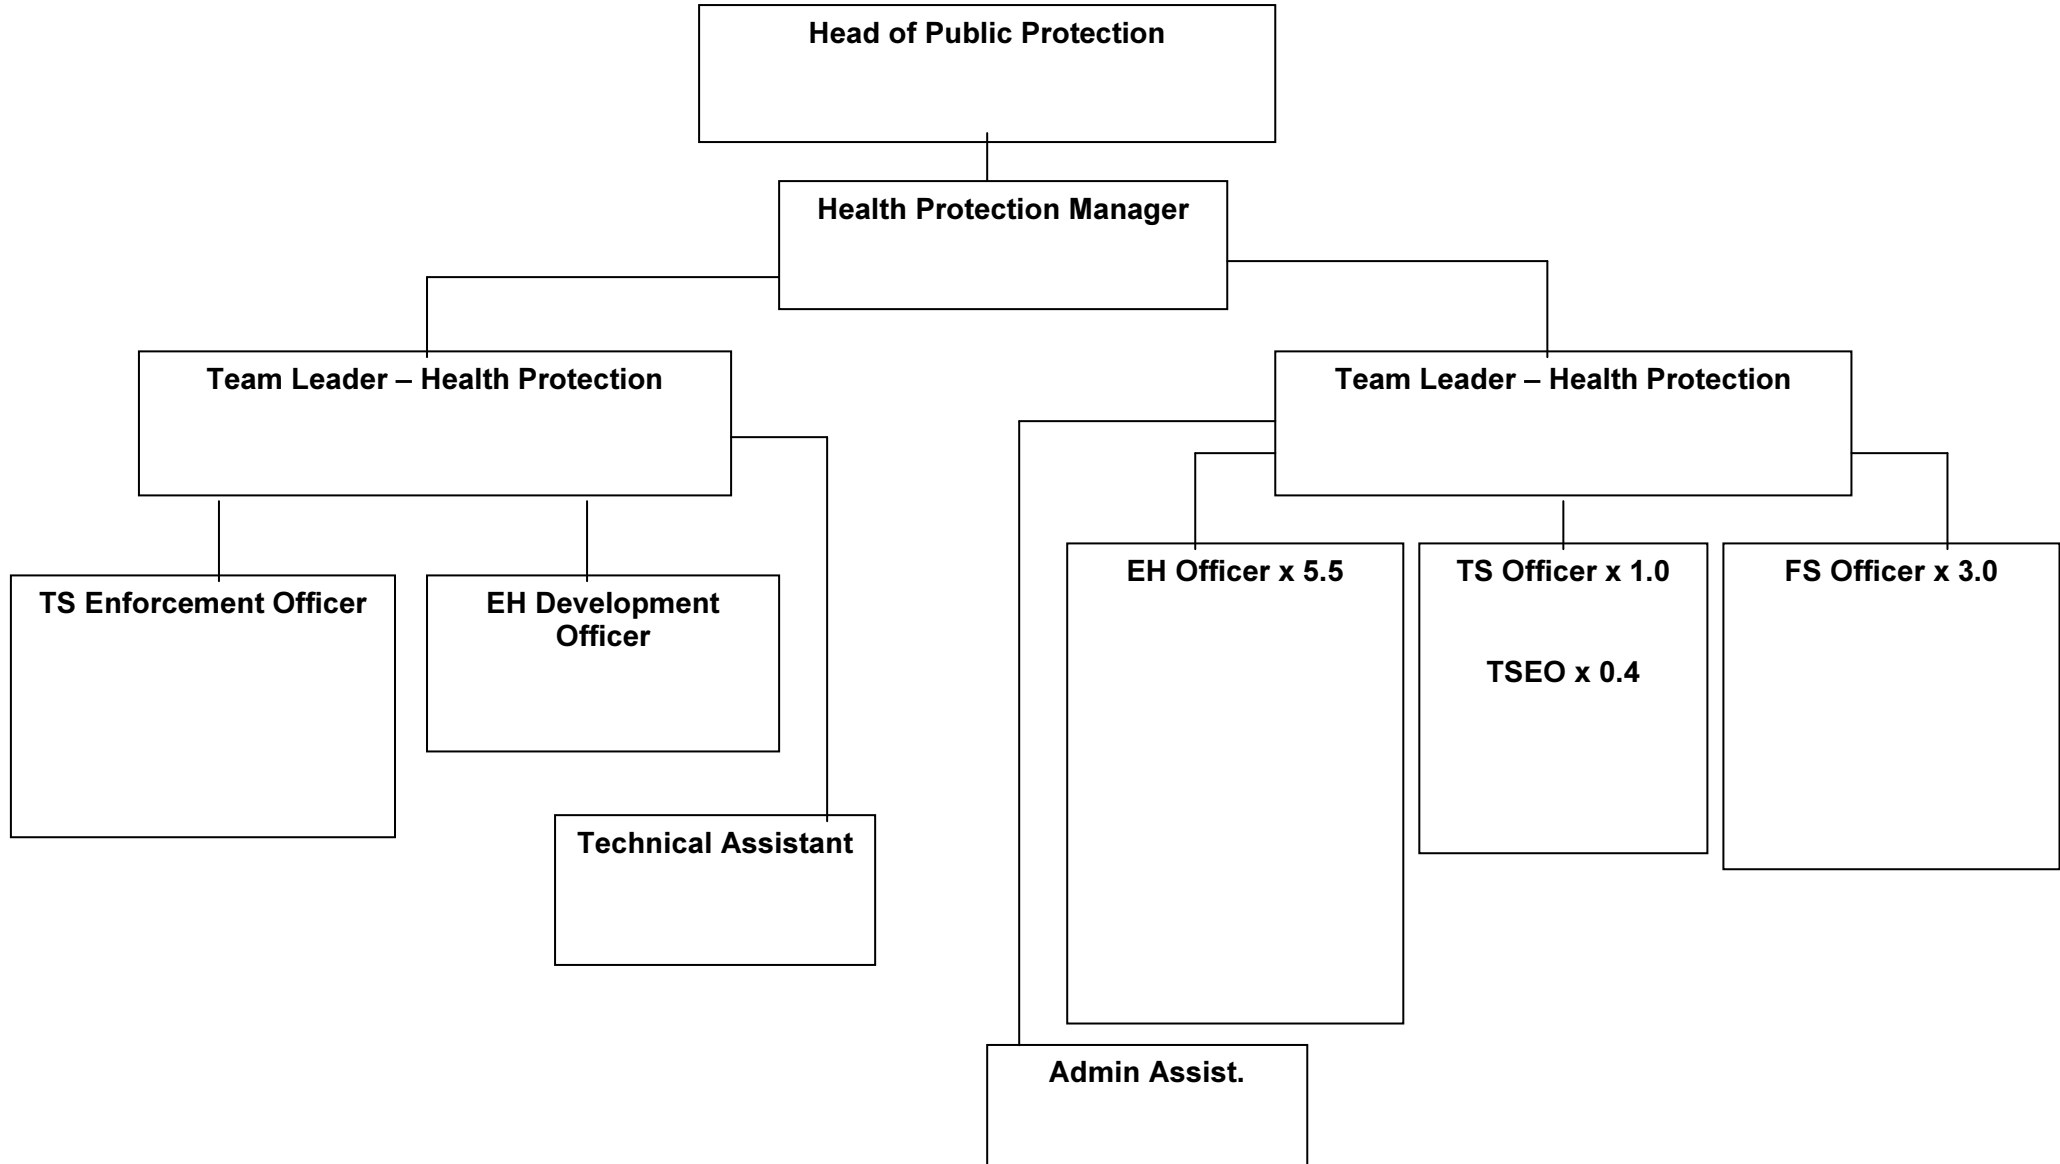 Head of Public Protection
Health Protection Manager
Team Leader – Health Protection
Team Leader – Health Protection
TS Enforcement Officer
EH Development
Officer
Technical Assistant
EH Officer x 5.5
TS Officer x 1.0
TSEO x 0.4
FS Officer x 3.0
Admin Assist.